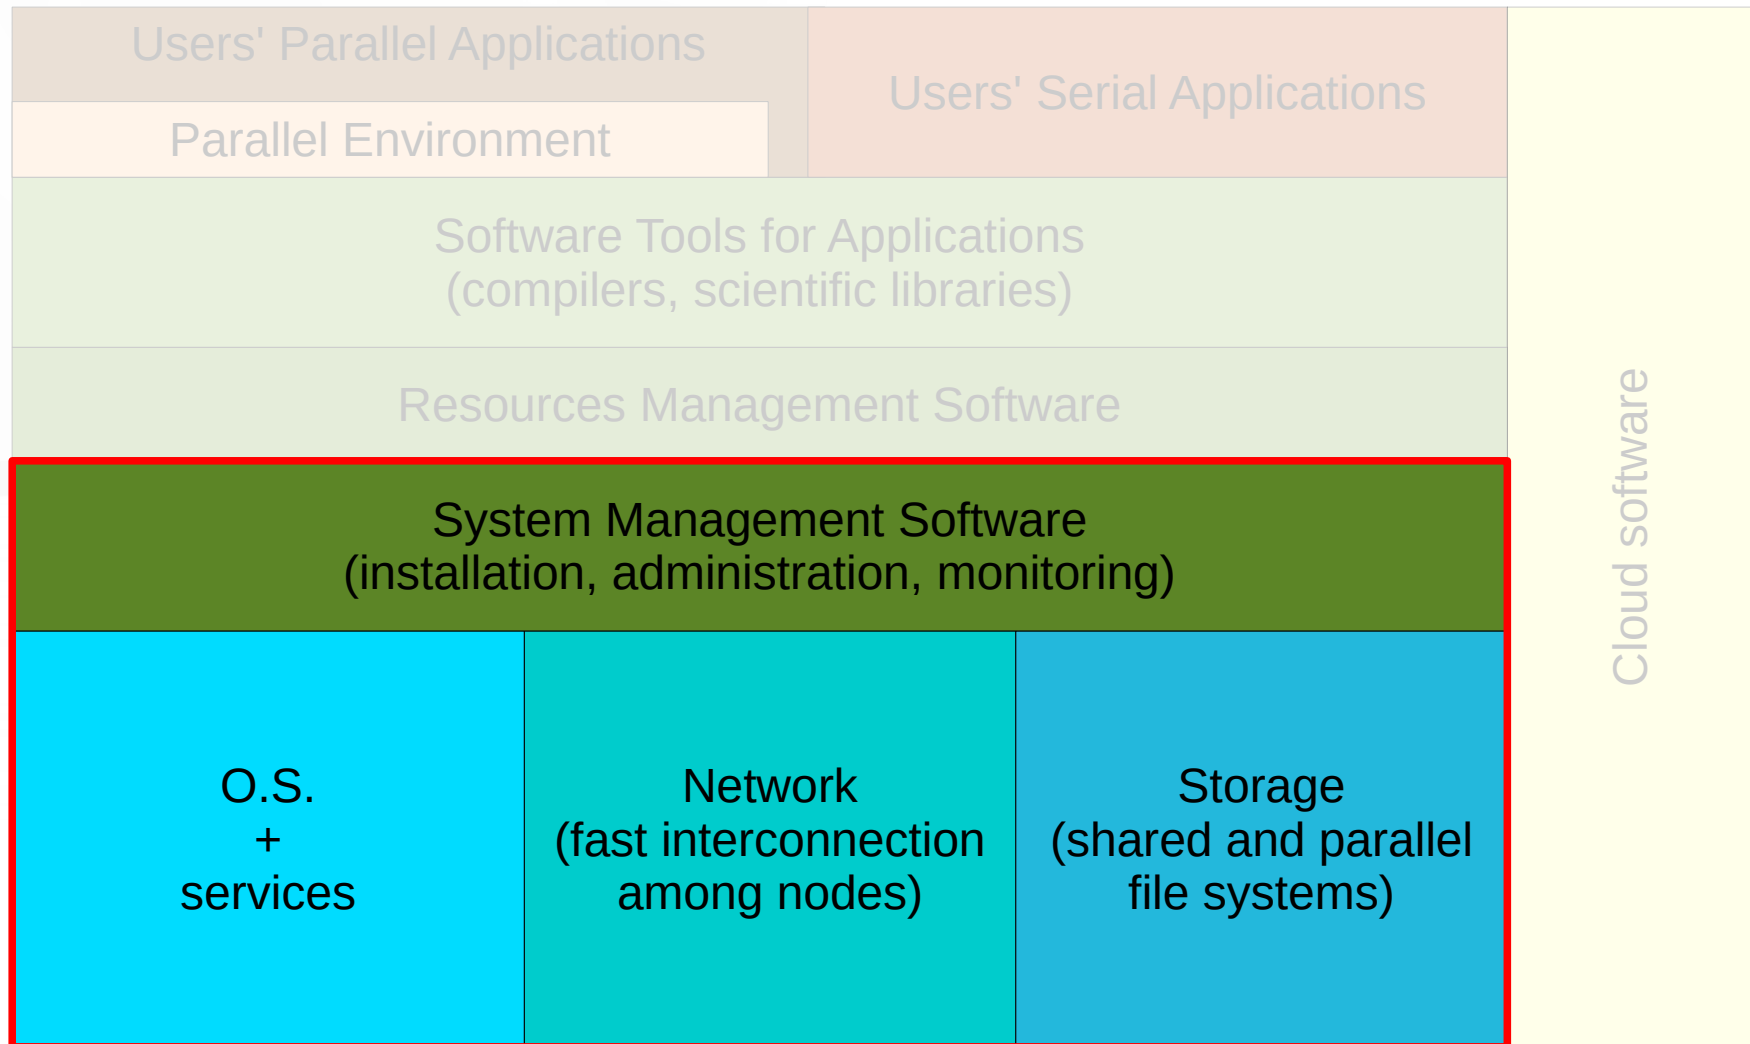 Users' Parallel Applications
Users' Serial Applications
Parallel Environment
Software Tools for Applications
(compilers, scientific libraries)
Resources Management Software
System Management Software
(installation, administration, monitoring)
O.S.
+
services
Network
(fast interconnection
among nodes)
Storage
(shared and parallel
file systems)
Cloud software